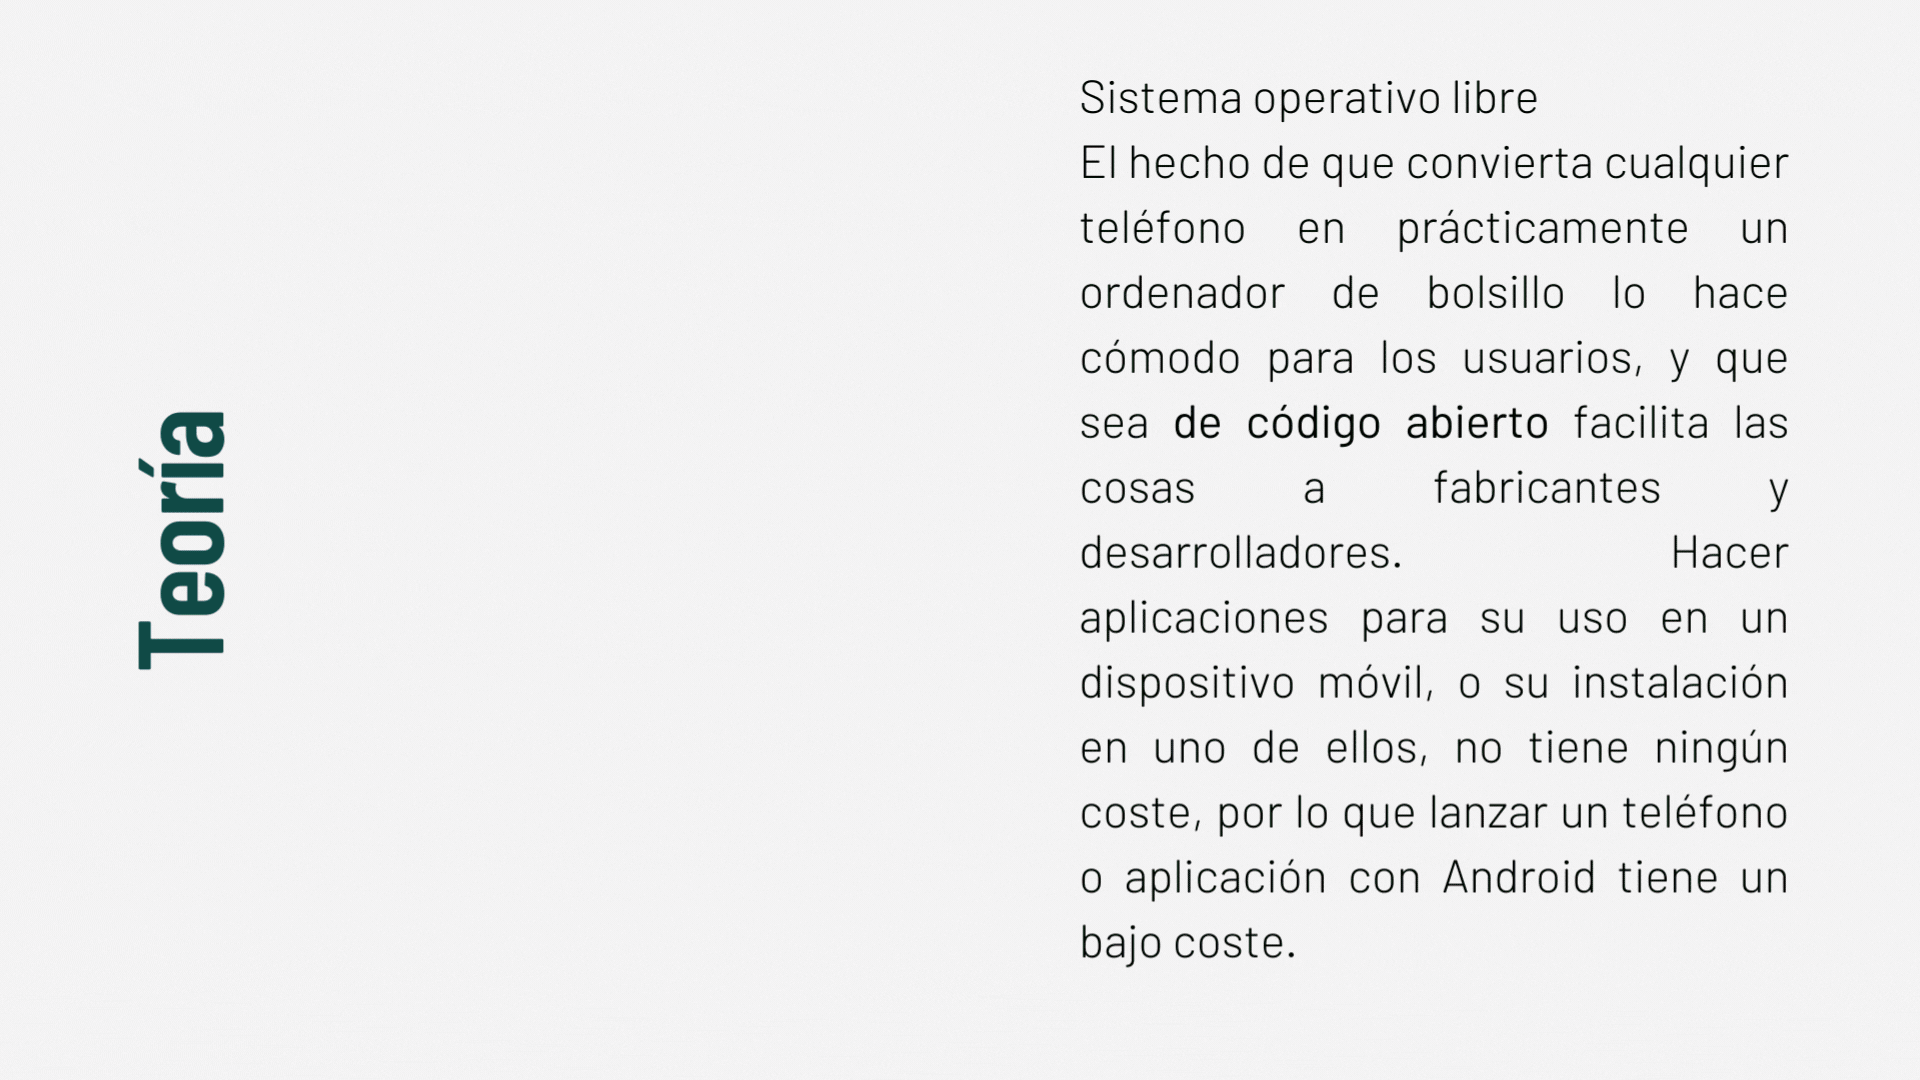 Teoría
Sistema operativo libre
El hecho de que convierta cualquier
teléfono en prácticamente un
ordenador de bolsillo lo hace
cómodo para los usuarios, y que
sea de código abierto facilita las
cosas a fabricantes y
desarrolladores. Hacer
aplicaciones para su uso en un
dispositivo móvil, o su instalación
en uno de ellos, no tiene ningún
coste, por lo que lanzar un teléfono
o aplicación con Android tiene un
bajo coste.